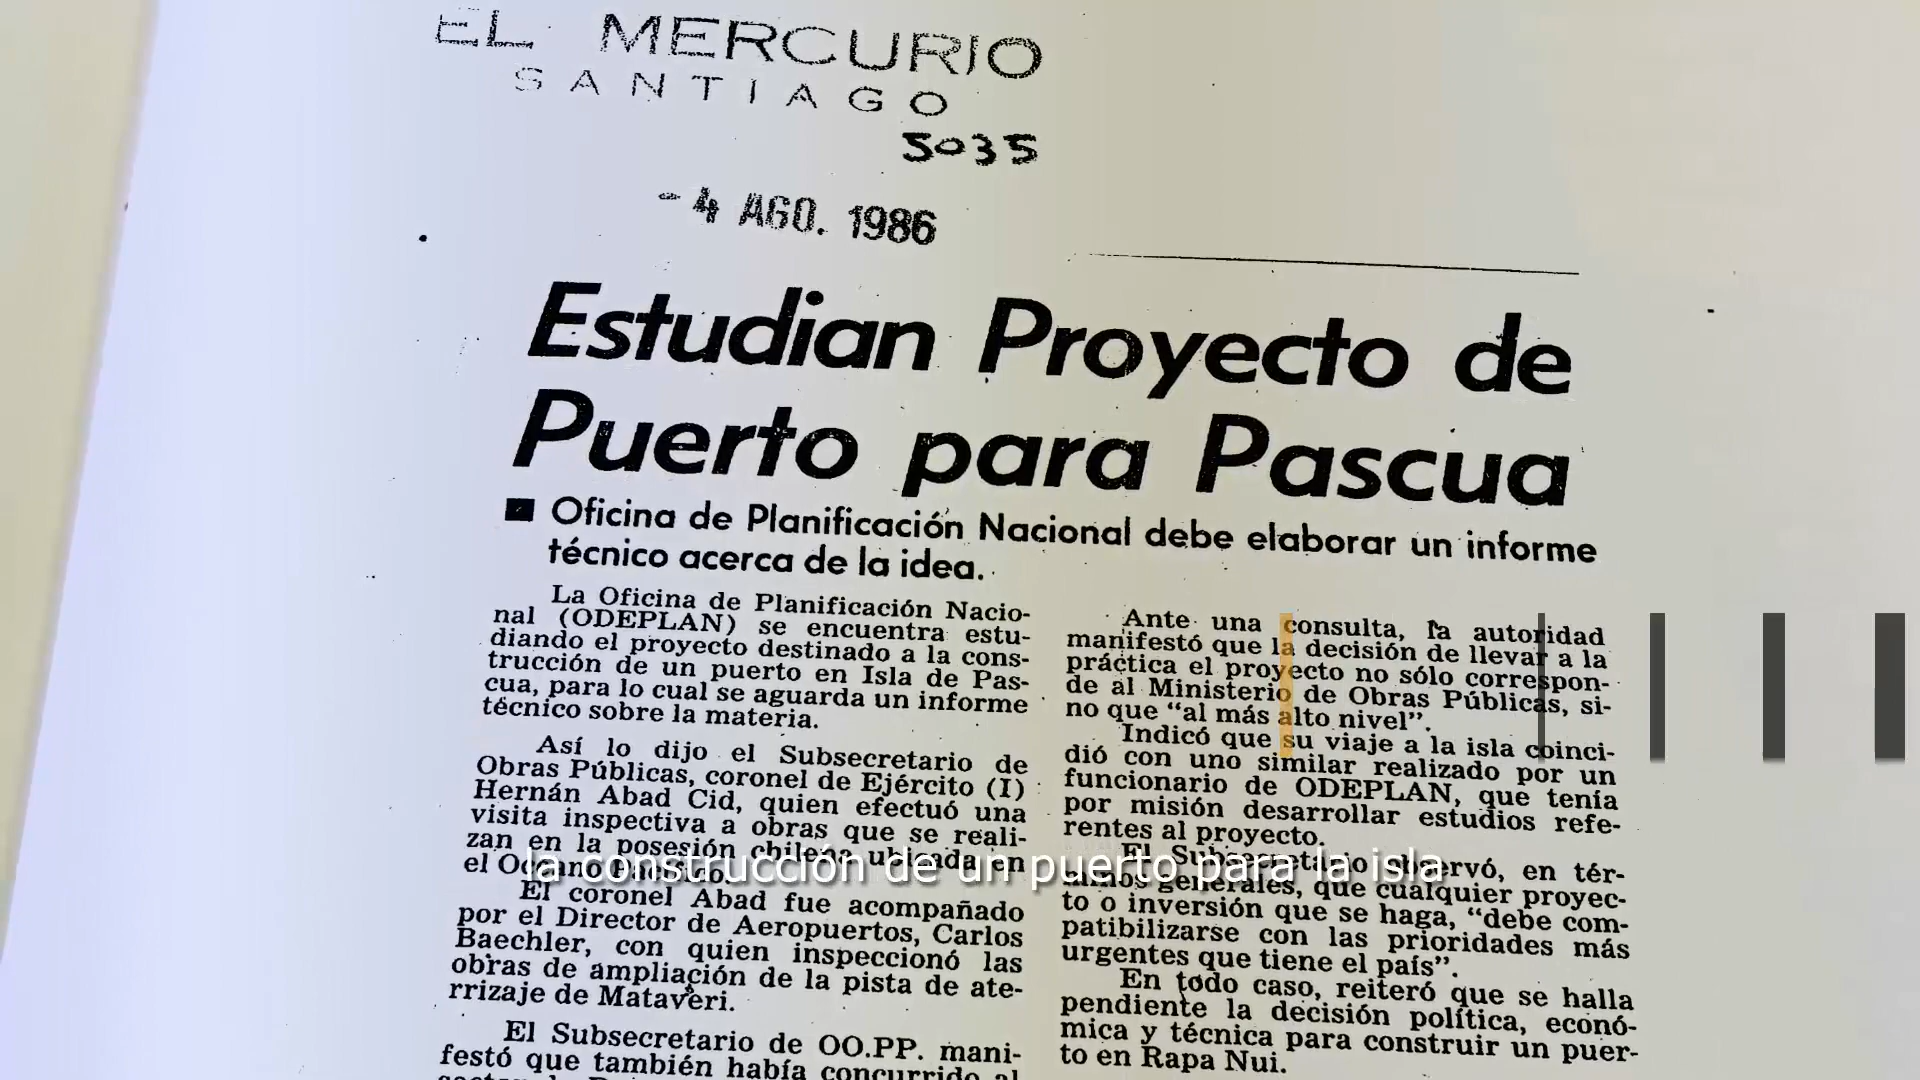 EL MERCURIO
SANTIAGO
5035
- 4 AGO. 1986
Estudian Proyecto de
Puerto para Pascua
Oficina de Planificación Nacional debe elaborar un informe
técnico acerca de la idea.
La Oficina de Planificación Nacio-
nal (ODEPLAN) se encuentra estu-
diando el proyecto destinado a la cons-
trucción de un puerto en Isla de Pas-
cua, para lo cual se aguarda un informe
técnico sobre la materia.
Así lo dijo el Subsecretario de
Obras Públicas, coronel de Ejército (I)
Hernán Abad Cid, quien efectuó una
visita inspectiva a obras que se reali-
zan en la posesión chilena ubicada en
el
El coronel Abad fue acompañado
por el Director de Aeropuertos, Carlos
Baechler, con quien inspeccionó las
obras de ampliación de la pista de ate-
rrizaje de Mataveri.
El Subsecretario de OO.PP. mani-
festó que también había concurrido al
Ante una consulta, la autoridad
manifestó que la decisión de llevar a la
práctica el proyecto no sólo correspon-
de al Ministerio de Obras Públicas, si-
no que “al más alto nivel”.
Indicó que su viaje a la isla coinci-
dió con uno similar realizado por un
funcionario de ODEPLAN, que tenía
por misión desarrollar estudios refe-
rentes al proyecto.
El Subsecretario observó, en tér-
minos generales, que cualquier proyec-
to o inversión que se haga, “debe com-
patibilizarse con las prioridades más
urgentes que tiene el país”.
En todo caso, reiteró que se halla
pendiente la decisión política, econó-
mica y técnica para construir un puer-
to en Rapa Nui.
la construcción de un puerto para la isla